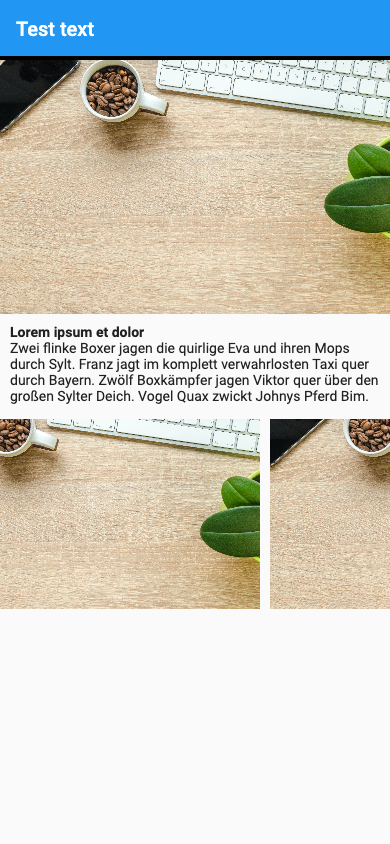 Test text
Lorem ipsum et dolor
Zwei flinke Boxer jagen die quirlige Eva und ihren Mops
durch Sylt. Franz jagt im komplett verwahrlosten Taxi quer
durch Bayern. Zwölf Boxkämpfer jagen Viktor quer über den
großen Sylter Deich. Vogel Quax zwickt Johnys Pferd Bim.